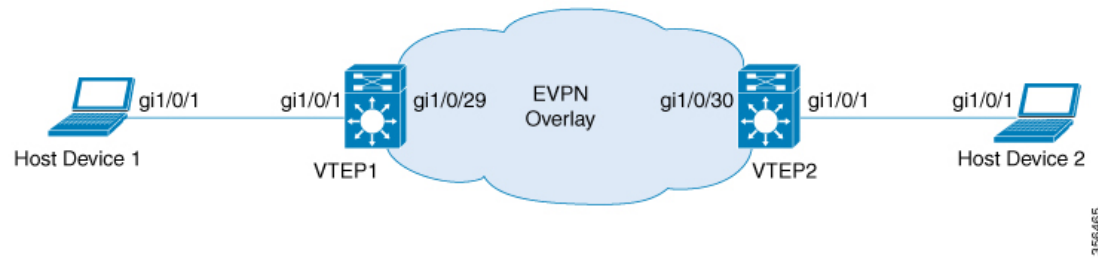 gi1/0/1
gi1/0/1
gi1/0/29
EVPN
Overlay
gi1/0/30
gi1/0/1
gi1/0/1
Host Device 1
VTEP1
VTEP2
Host Device 2
356465